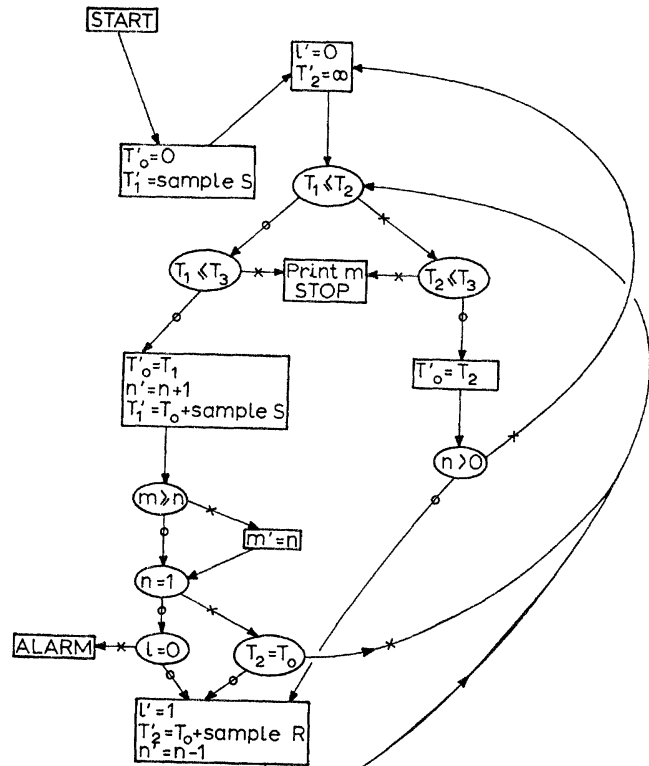 START
l'=0
T'₂=∞
T'₀=0
T'₁=sample S
T₁⩽T₂
T₁⩽T₃
Print m
STOP
T₂⩽T₃
T'₀=T₁
n'=n+1
T'₁=T₀+sample S
T'₀=T₂
n>0
m⩾n
m'=n
n=1
ALARM
l=0
T₂=T₀
l'=1
T'₂=T₀+sample R
n'=n-1